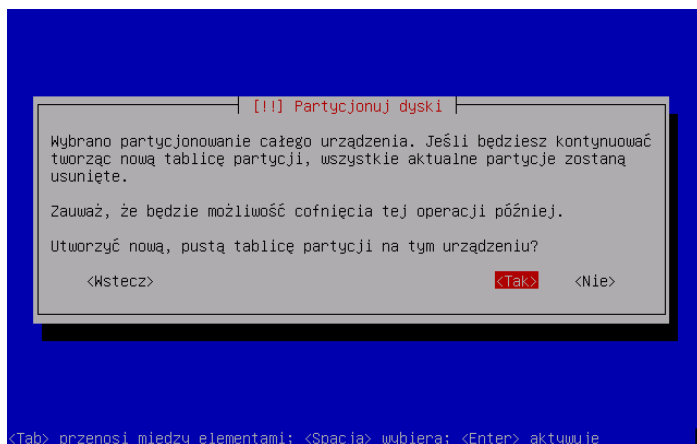 [!!] Partycjonuj dyski
Wybrano partycjonowanie całego urządzenia. Jeśli będziesz kontynuować
tworząc nową tablicę partycji, wszystkie aktualne partycje zostaną
usunięte.
Zauważ, że będzie możliwość cofnięcia tej operacji później.
Utworzyć nową, pustą tablicę partycji na tym urządzeniu?
<Wstecz> <Tak> <Nie>
<Tab> przenosi między elementami; <Spacja> wybiera; <Enter> aktywuje